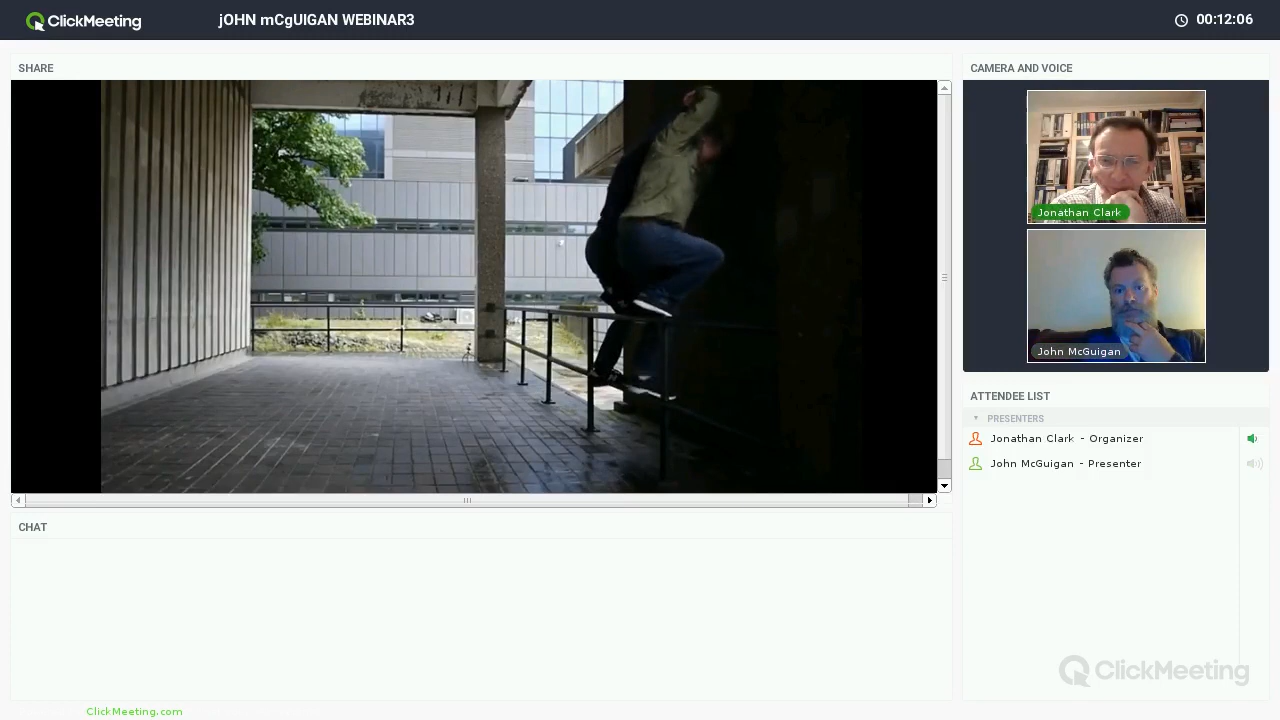 ClickMeeting
jOHN mCgUIGAN WEBINAR3
00:12:06
SHARE
CAMERA AND VOICE
Jonathan Clark
John McGuigan
ATTENDEE LIST
PRESENTERS
Jonathan Clark - Organizer
John McGuigan - Presenter
CHAT
ClickMeeting
ClickMeeting.com